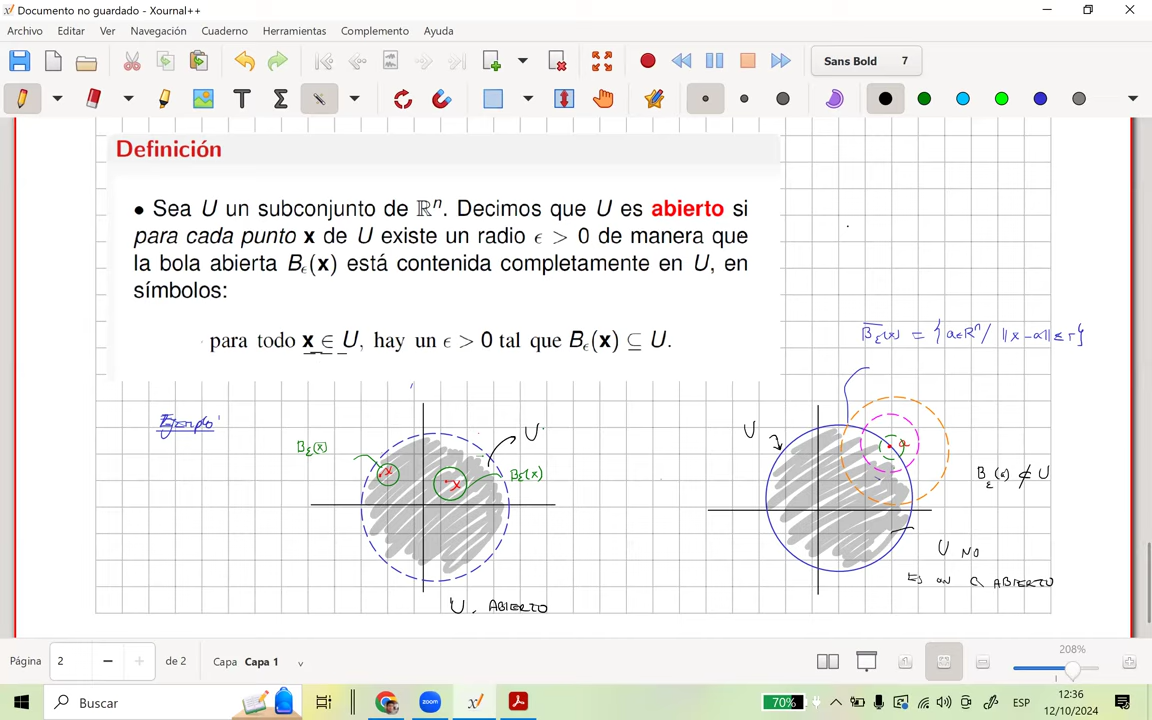 Documento no guardado - Xournal++
Archivo Editar Ver Navegación Cuaderno Herramientas Complemento Ayuda
Sans Bold 7
Definición
• Sea U un subconjunto de ℝⁿ. Decimos que U es abierto si
para cada punto x de U existe un radio ϵ > 0 de manera que
la bola abierta Bϵ(x) está contenida completamente en U, en
símbolos:
para todo x ∈ U, hay un ϵ > 0 tal que Bϵ(x) ⊆ U.
B̅ε(x) = {a∈ℝⁿ / ||x-a|| ≤ r}
Ejemplo
U
U
Bε(x)
x
x
Bε(x)
a
Bε(a) ⊄ U
U NO
ES un C. ABIERTO
U. ABIERTO
Página 2 de 2 Capa Capa 1
208%
Buscar
70%
ESP
12:36
12/10/2024